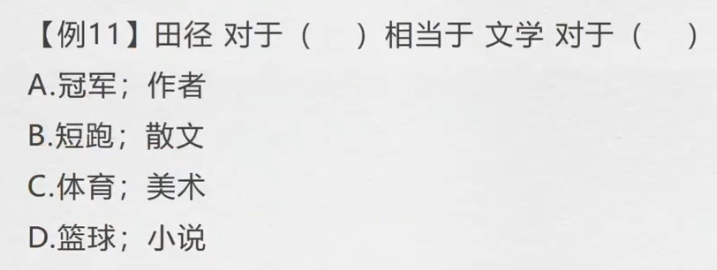 【例11】田径 对于（ ）相当于 文学 对于（ ）
A.冠军；作者
B.短跑；散文
C.体育；美术
D.篮球；小说